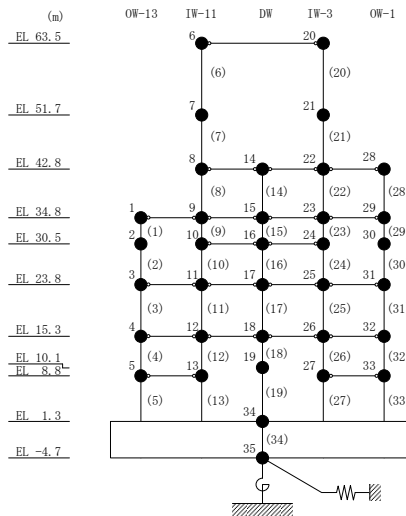 (m) OW-13 IW-11 DW IW-3 OW-1
EL 63.5 6 20
(6) (20)
EL 51.7 7 21
(7) (21)
EL 42.8 8 14 22 28
(8) (14) (22) (28
EL 34.8 1 9 15 23 29
(1) (9) (15) (23) (29
EL 30.5 2 10 16 24 30
(2) (10) (16) (24) (30
EL 23.8 3 11 17 25 31
(3) (11) (17) (25) (31
EL 15.3 4 12 18 26 32
(4) (12) (18) (26) (32
EL 10.1 19
EL 8.8 5 13 27 33
(5) (13) (19) (27) (33
EL 1.3 34
(34)
EL -4.7 35